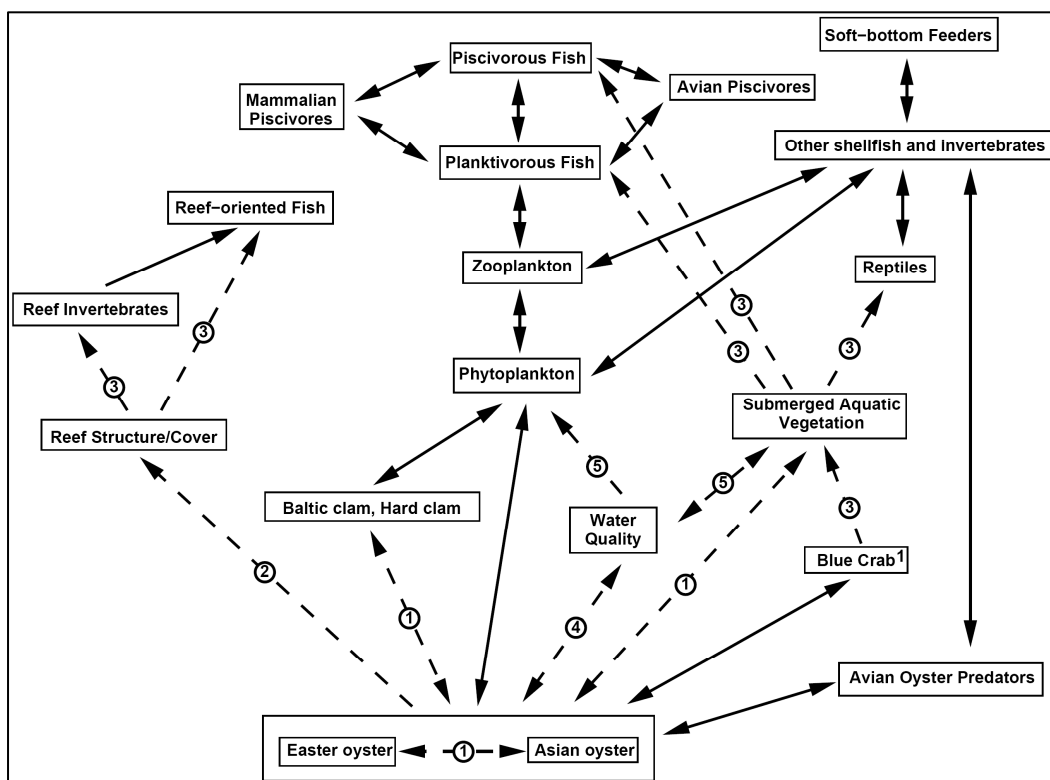 Soft-bottom Feeders
Piscivorous Fish
Mammalian
Piscivores
Avian Piscivores
Other shellfish and Invertebrates
Planktivorous Fish
Reef-oriented Fish
Zooplankton
Reptiles
Reef Invertebrates
3
3
3
3
3
Phytoplankton
Submerged Aquatic
Vegetation
Reef Structure/Cover
5
5
Baltic clam, Hard clam
Water
Quality
3
Blue Crab1
2
1
1
4
Avian Oyster Predators
Easter oyster
1
Asian oyster